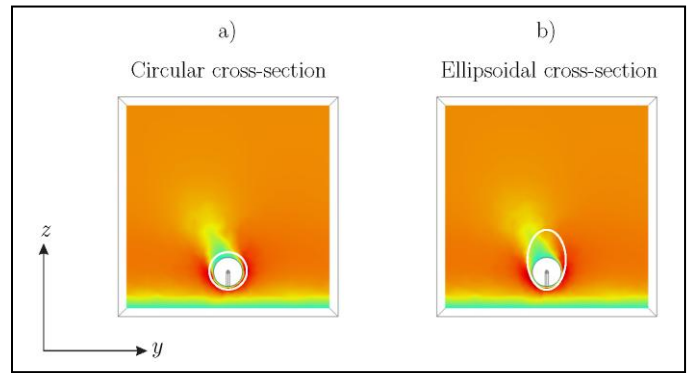 a)
b)
Circular cross-section
Ellipsoidal cross-section
z
y